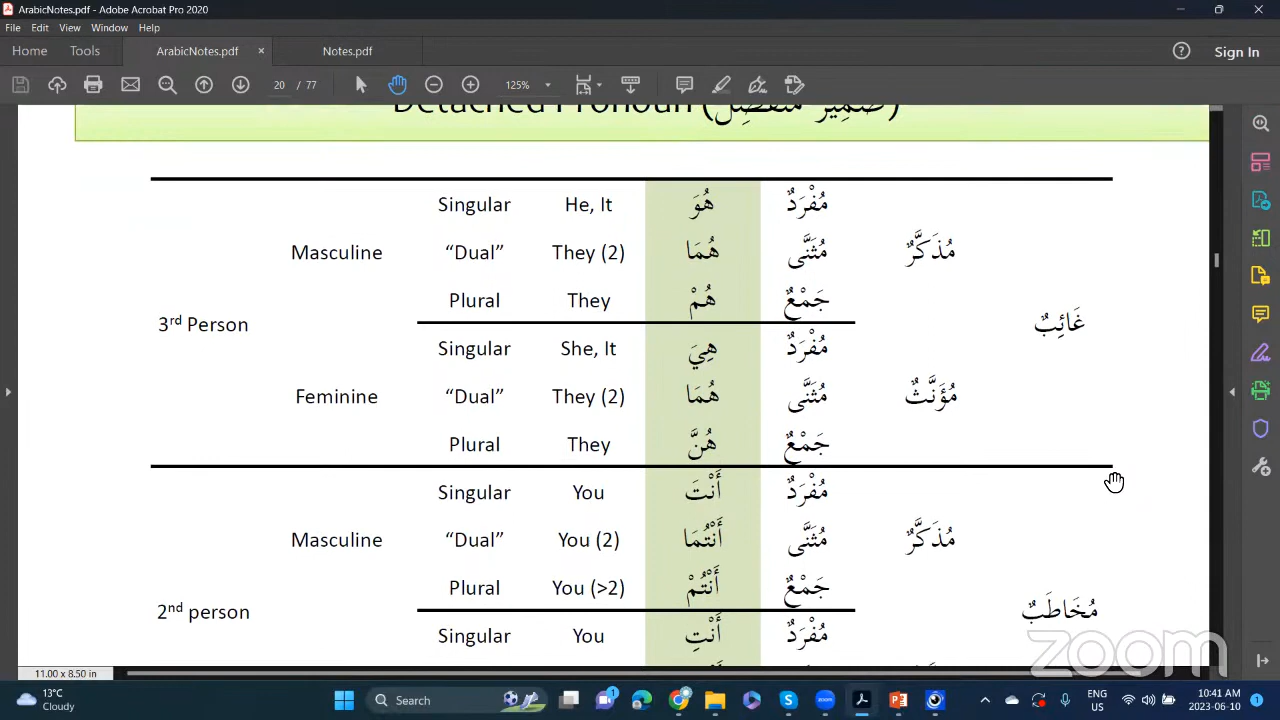 ArabicNotes.pdf - Adobe Acrobat Pro 2020
File Edit View Window Help
Home Tools ArabicNotes.pdf × Notes.pdf Sign In
20 / 77 125%
Detached Pronoun (ضَمِيْرٌ مُنْفَصِلٌ)
Singular He, It هُوَ مُفْرَدٌ
Masculine “Dual” They (2) هُمَا مُثَنَّى مُذَكَّرٌ
Plural They هُمْ جَمْعٌ
3rd Person غَائِبٌ
Singular She, It هِيَ مُفْرَدٌ
Feminine “Dual” They (2) هُمَا مُثَنَّى مُؤَنَّثٌ
Plural They هُنَّ جَمْعٌ
Singular You أَنْتَ مُفْرَدٌ
Masculine “Dual” You (2) أَنْتُمَا مُثَنَّى مُذَكَّرٌ
Plural You (>2) أَنْتُمْ جَمْعٌ
2nd person مُخَاطَبٌ
Singular You أَنْتِ مُفْرَدٌ
zoom
11.00 x 8.50 in
13°C
Cloudy
Search
1
zoom
ENG
US
10:41 AM
2023-06-10
1